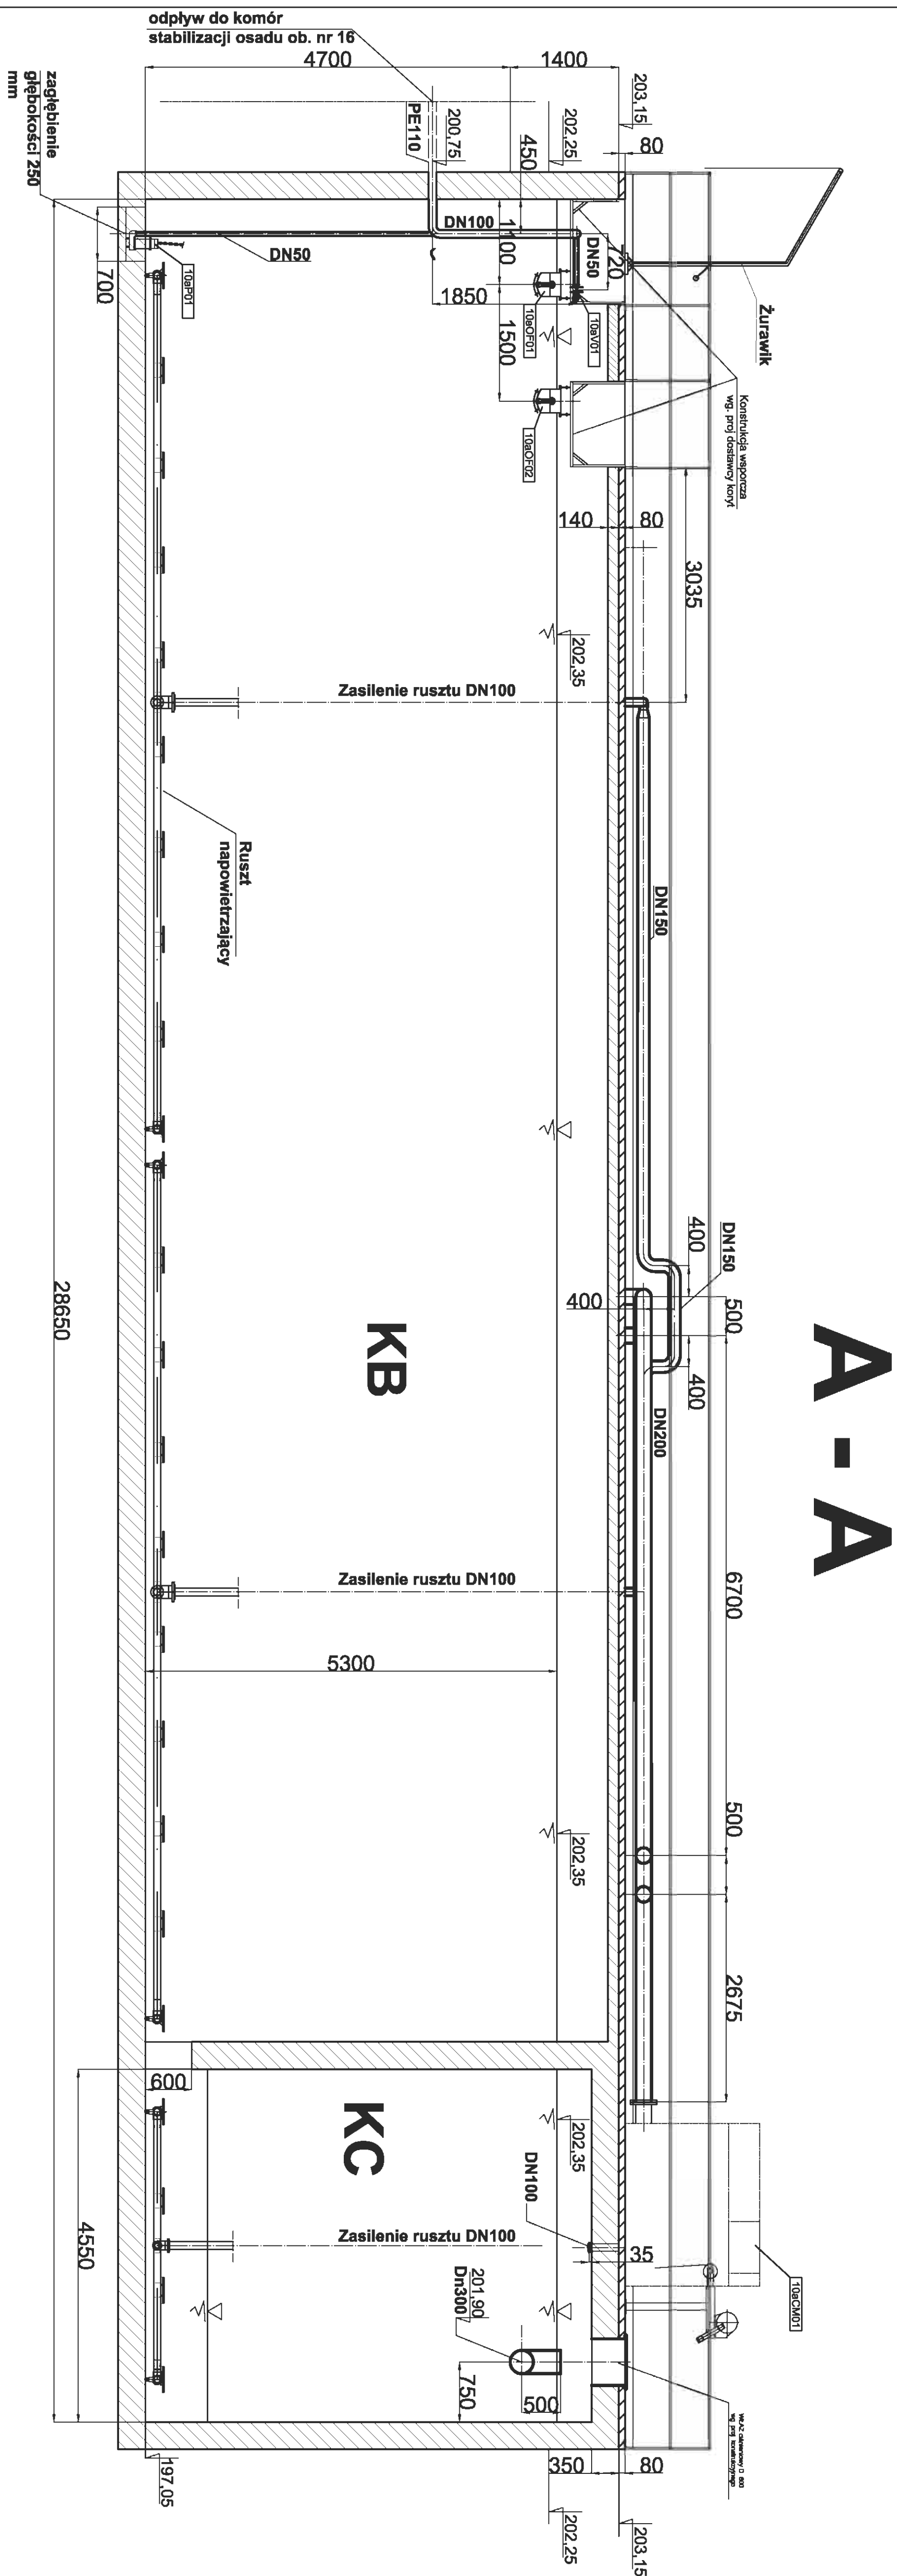 A - A
odpływ do komór
stabilizacji osadu ob. nr 16
4700
1400
203,15
80
202,25
450
200,75
PE110
zagłębienie
głębokości 250
mm
700
10aP01
DN50
DN100
1100
DN50
720
1850
10aOF01
10aV01
1500
10aOF02
Żurawik
Konstrukcja wsporcza
wg. proj dostawcy koryt
140
80
3035
202,35
Zasilenie rusztu DN100
Ruszt
napowietrzający
DN150
DN150
400
500
400
400
DN200
28650
KB
6700
Zasilenie rusztu DN100
5300
500
202,35
2675
600
KC
202,35
DN100
35
Zasilenie rusztu DN100
4550
201,90
Dn300
750
500
10aCM01
350
80
197,05
202,25
203,15